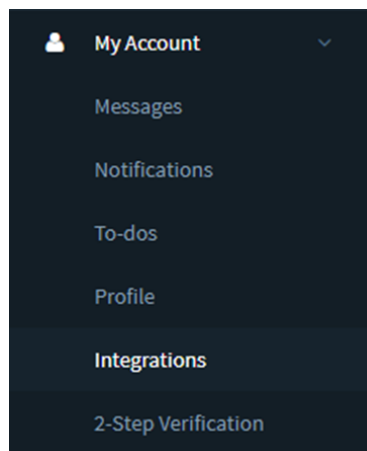 My Account
Messages
Notifications
To-dos
Profile
Integrations
2-Step Verification